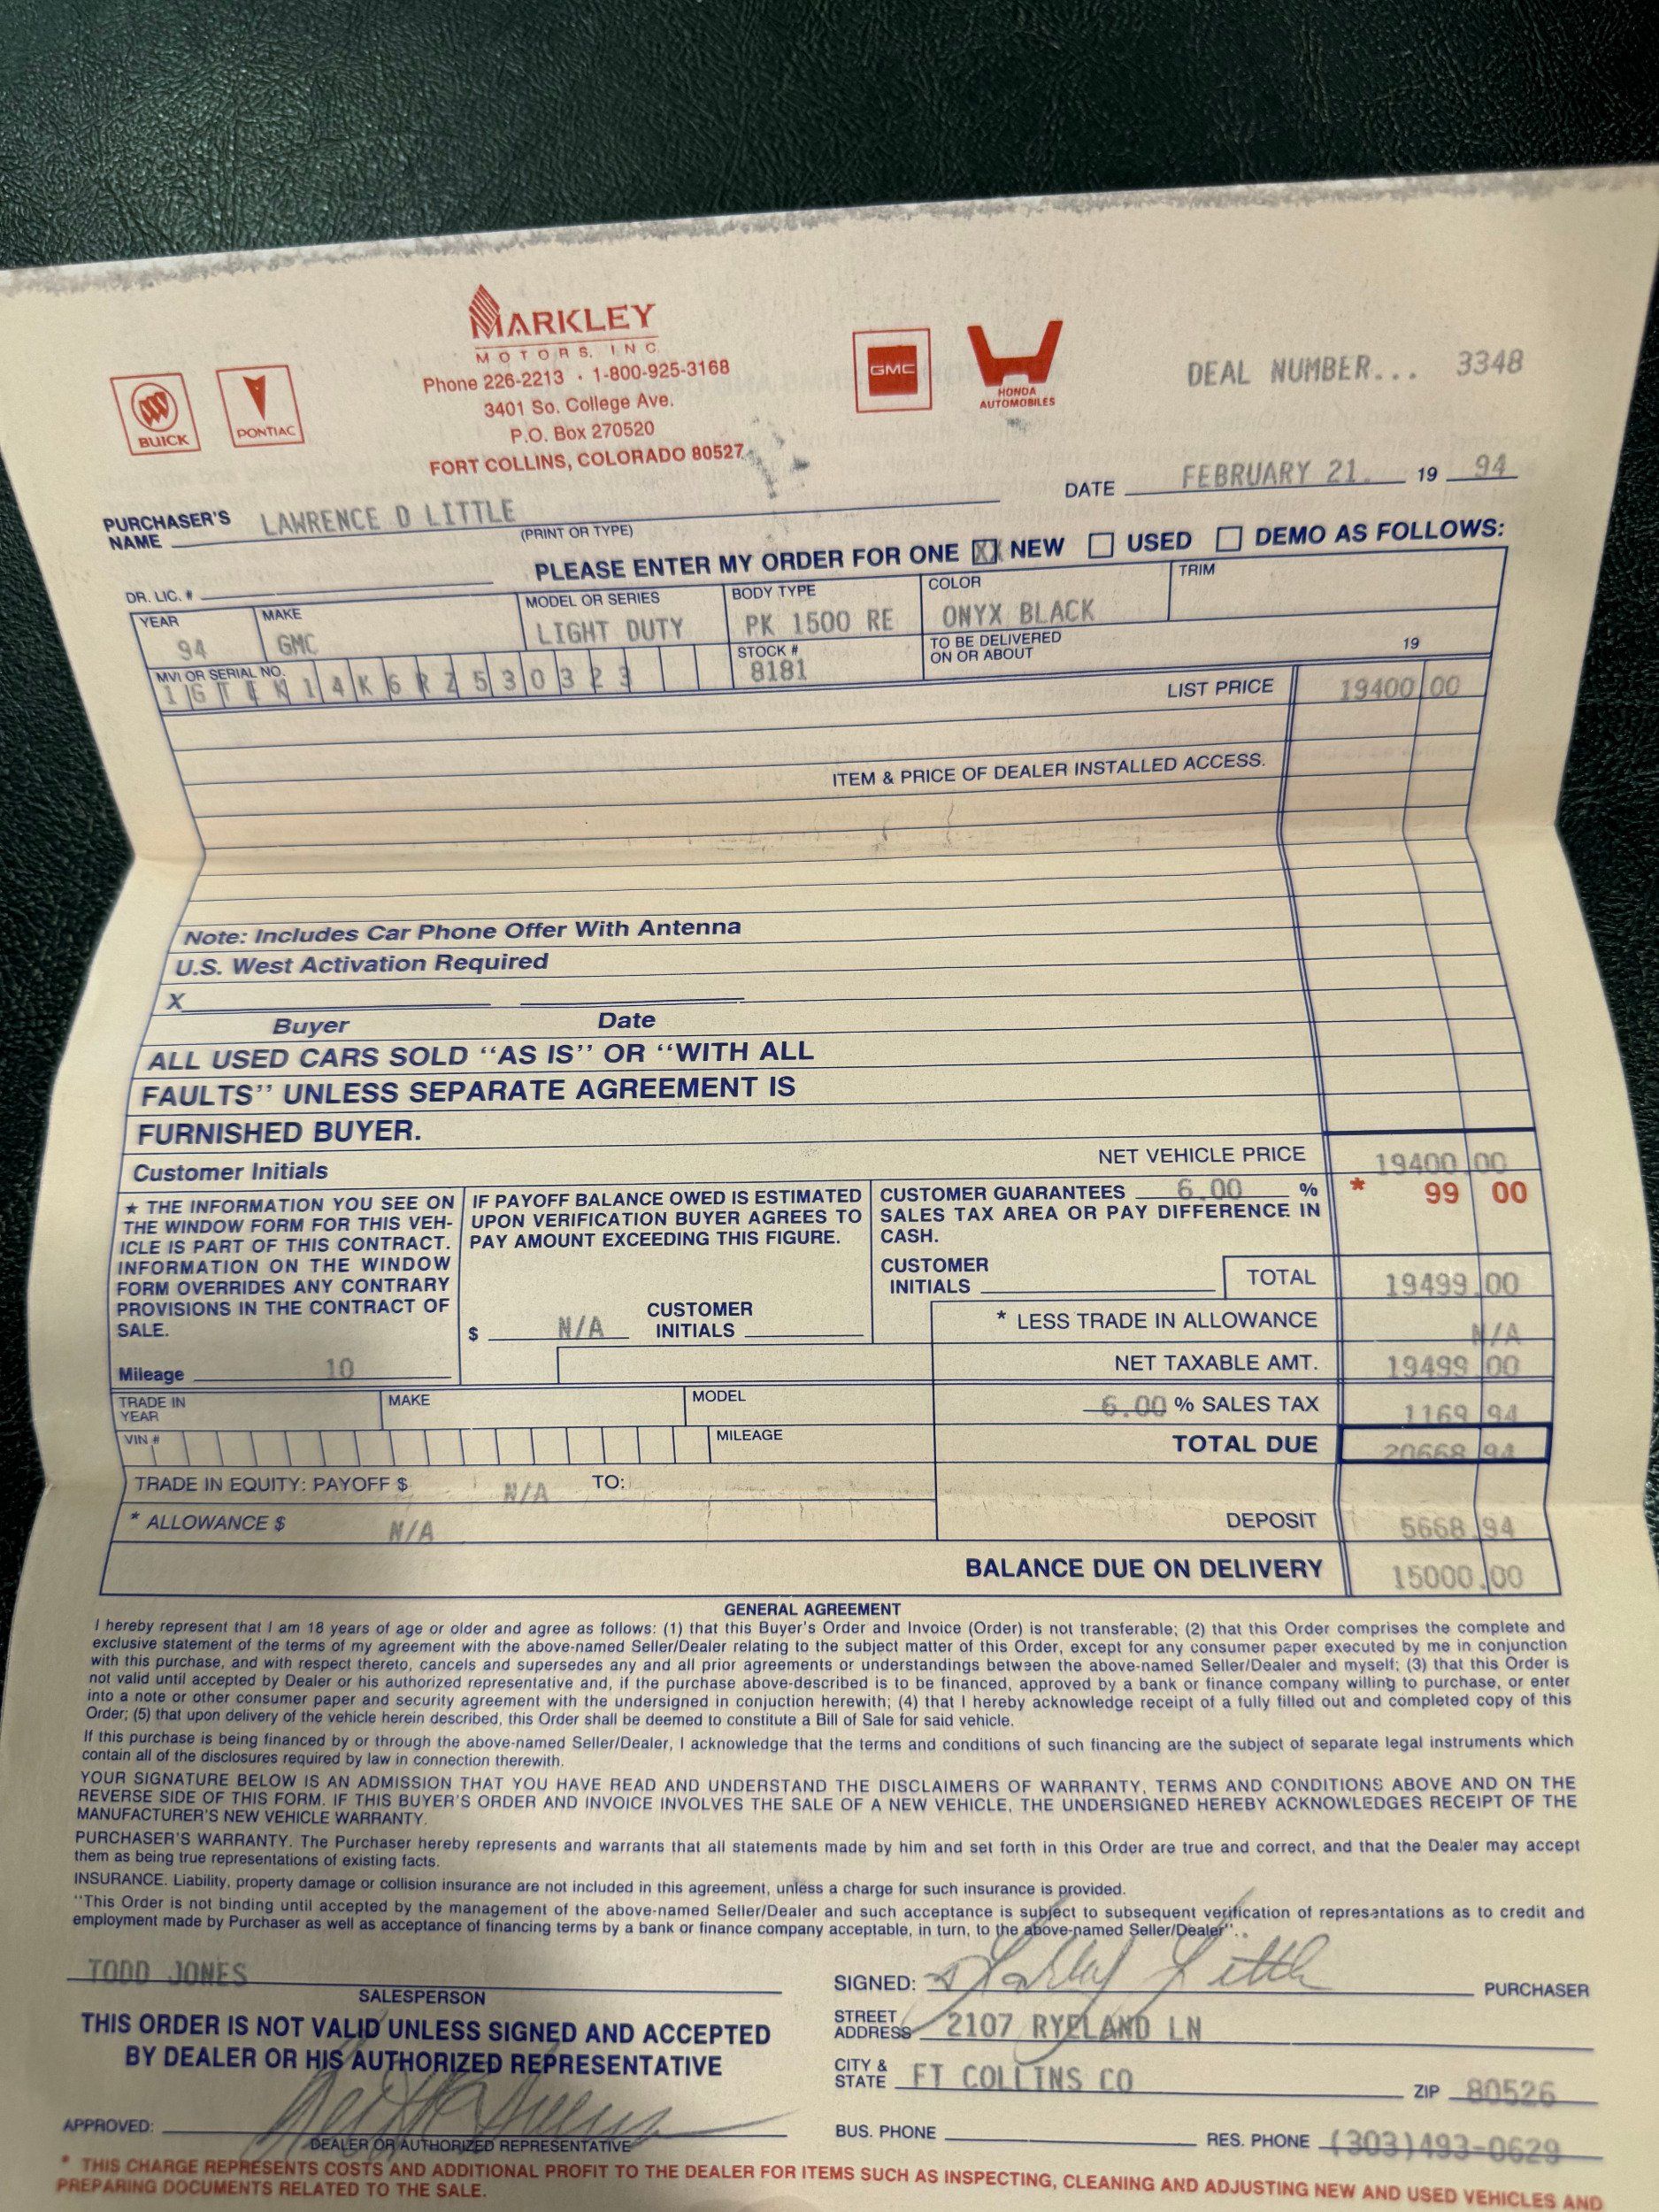 MARKLEY
MOTORS, INC
Phone 226-2213 · 1-800-925-3168
3401 So. College Ave.
P.O. Box 270520
FORT COLLINS, COLORADO 80527
BUICK
PONTIAC
GMC
HONDA
AUTOMOBILES
DEAL NUMBER... 3348
DATE FEBRUARY 21, 19 94
PURCHASER'S
NAME LAWRENCE D LITTLE
(PRINT OR TYPE)
PLEASE ENTER MY ORDER FOR ONE XX NEW USED DEMO AS FOLLOWS:
DR. LIC. #
YEAR MAKE MODEL OR SERIES BODY TYPE COLOR TRIM
94 GMC LIGHT DUTY PK 1500 RE ONYX BLACK
MVI OR SERIAL NO. STOCK # TO BE DELIVERED
ON OR ABOUT 19
1GTEK14K6RZ530323 8181
LIST PRICE 19400 00
ITEM & PRICE OF DEALER INSTALLED ACCESS.
Note: Includes Car Phone Offer With Antenna
U.S. West Activation Required
X
Buyer Date
ALL USED CARS SOLD "AS IS" OR "WITH ALL
FAULTS" UNLESS SEPARATE AGREEMENT IS
FURNISHED BUYER.
Customer Initials
NET VEHICLE PRICE 19400 00
* 99 00
★ THE INFORMATION YOU SEE ON
THE WINDOW FORM FOR THIS VEH-
ICLE IS PART OF THIS CONTRACT.
INFORMATION ON THE WINDOW
FORM OVERRIDES ANY CONTRARY
PROVISIONS IN THE CONTRACT OF
SALE.
Mileage 10
IF PAYOFF BALANCE OWED IS ESTIMATED
UPON VERIFICATION BUYER AGREES TO
PAY AMOUNT EXCEEDING THIS FIGURE.
$ N/A CUSTOMER
INITIALS
CUSTOMER GUARANTEES 6.00 %
SALES TAX AREA OR PAY DIFFERENCE IN
CASH.
CUSTOMER
INITIALS
TOTAL 19499 00
* LESS TRADE IN ALLOWANCE N/A
NET TAXABLE AMT. 19499 00
TRADE IN
YEAR MAKE MODEL
6.00 % SALES TAX 1169 94
VIN # MILEAGE
TOTAL DUE 20668 94
TRADE IN EQUITY: PAYOFF $ N/A TO:
* ALLOWANCE $ N/A
DEPOSIT 5668 94
BALANCE DUE ON DELIVERY 15000 00
GENERAL AGREEMENT
I hereby represent that I am 18 years of age or older and agree as follows: (1) that this Buyer's Order and Invoice (Order) is not transferable; (2) that this Order comprises the complete and
exclusive statement of the terms of my agreement with the above-named Seller/Dealer relating to the subject matter of this Order, except for any consumer paper executed by me in conjunction
with this purchase, and with respect thereto, cancels and supersedes any and all prior agreements or understandings between the above-named Seller/Dealer and myself; (3) that this Order is
not valid until accepted by Dealer or his authorized representative and, if the purchase above-described is to be financed, approved by a bank or finance company willing to purchase, or enter
into a note or other consumer paper and security agreement with the undersigned in conjuction herewith; (4) that I hereby acknowledge receipt of a fully filled out and completed copy of this
Order; (5) that upon delivery of the vehicle herein described, this Order shall be deemed to constitute a Bill of Sale for said vehicle.
If this purchase is being financed by or through the above-named Seller/Dealer, I acknowledge that the terms and conditions of such financing are the subject of separate legal instruments which
contain all of the disclosures required by law in connection therewith.
YOUR SIGNATURE BELOW IS AN ADMISSION THAT YOU HAVE READ AND UNDERSTAND THE DISCLAIMERS OF WARRANTY, TERMS AND CONDITIONS ABOVE AND ON THE
REVERSE SIDE OF THIS FORM. IF THIS BUYER'S ORDER AND INVOICE INVOLVES THE SALE OF A NEW VEHICLE, THE UNDERSIGNED HEREBY ACKNOWLEDGES RECEIPT OF THE
MANUFACTURER'S NEW VEHICLE WARRANTY.
PURCHASER'S WARRANTY. The Purchaser hereby represents and warrants that all statements made by him and set forth in this Order are true and correct, and that the Dealer may accept
them as being true representations of existing facts.
INSURANCE. Liability, property damage or collision insurance are not included in this agreement, unless a charge for such insurance is provided.
"This Order is not binding until accepted by the management of the above-named Seller/Dealer and such acceptance is subject to subsequent verification of representations as to credit and
employment made by Purchaser as well as acceptance of financing terms by a bank or finance company acceptable, in turn, to the above-named Seller/Dealer".
TODD JONES
SALESPERSON
SIGNED: Little PURCHASER
THIS ORDER IS NOT VALID UNLESS SIGNED AND ACCEPTED
BY DEALER OR HIS AUTHORIZED REPRESENTATIVE
STREET
ADDRESS 2107 RYELAND LN
CITY &
STATE FT COLLINS CO ZIP 80526
APPROVED:
DEALER OR AUTHORIZED REPRESENTATIVE
BUS. PHONE RES. PHONE (303)493-0629
* THIS CHARGE REPRESENTS COSTS AND ADDITIONAL PROFIT TO THE DEALER FOR ITEMS SUCH AS INSPECTING, CLEANING AND ADJUSTING NEW AND USED VEHICLES AND
PREPARING DOCUMENTS RELATED TO THE SALE.